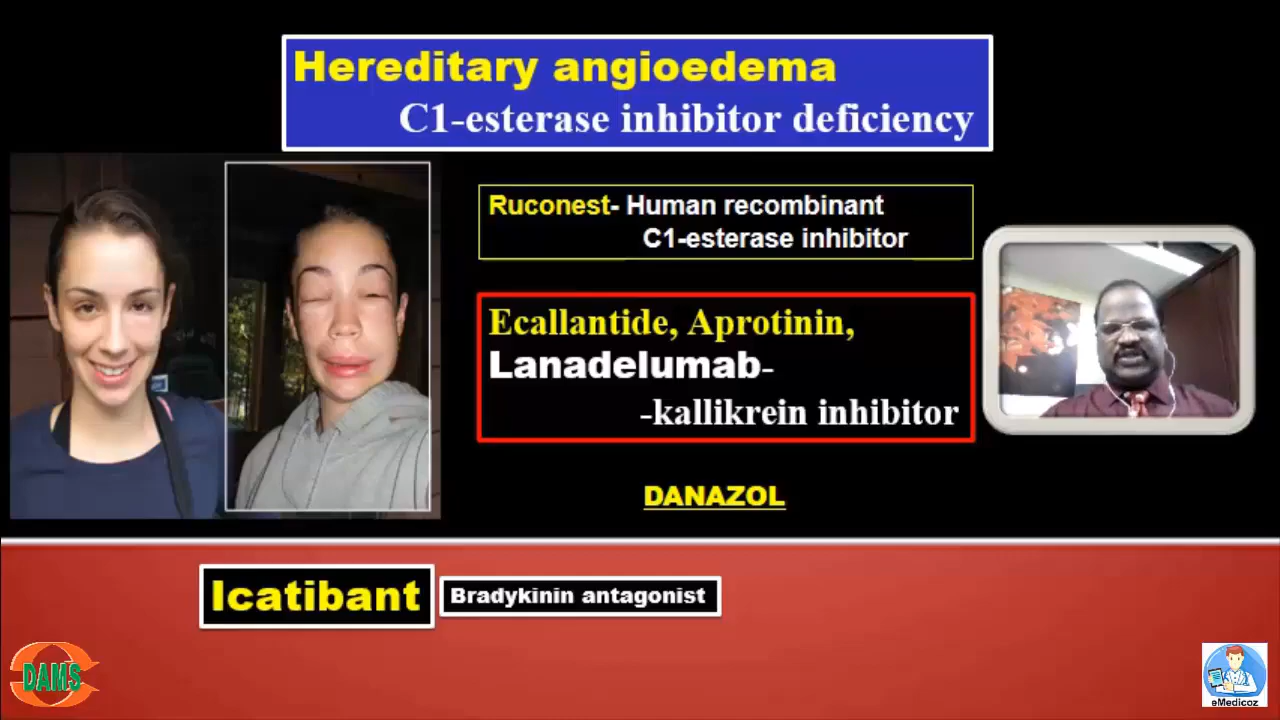 Hereditary angioedema
C1-esterase inhibitor deficiency
Ruconest- Human recombinant
C1-esterase inhibitor
Ecallantide, Aprotinin,
Lanadelumab-
-kallikrein inhibitor
DANAZOL
Icatibant
Bradykinin antagonist
DAMS
eMedicoz